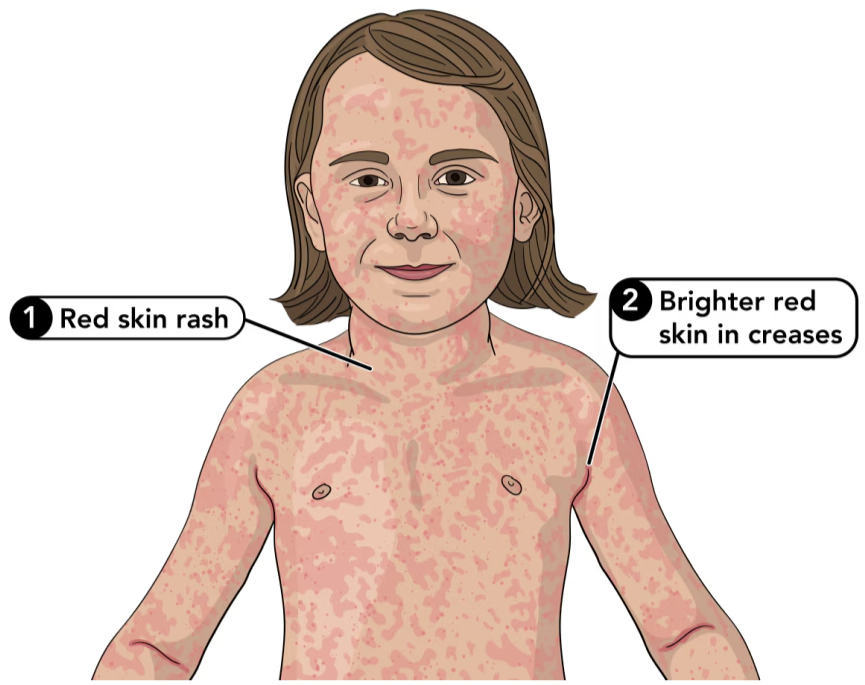 1 Red skin rash
2 Brighter red
skin in creases